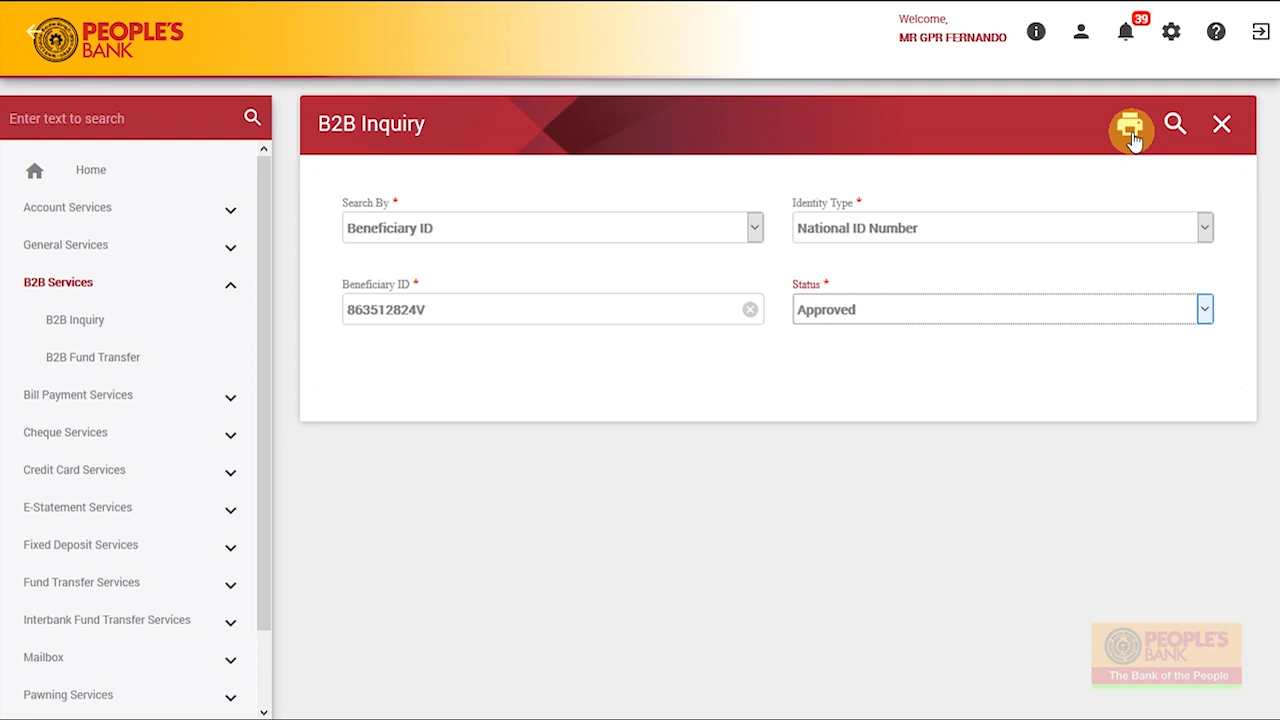 PEOPLE'S
BANK
Welcome,
MR GPR FERNANDO
39
Enter text to search
Home
Account Services
General Services
B2B Services
B2B Inquiry
B2B Fund Transfer
Bill Payment Services
Cheque Services
Credit Card Services
E-Statement Services
Fixed Deposit Services
Fund Transfer Services
Interbank Fund Transfer Services
Mailbox
Pawning Services
B2B Inquiry
Search By *
Identity Type *
Beneficiary ID
National ID Number
Beneficiary ID *
Status *
863512824V
Approved
PEOPLE'S
BANK
The Bank of the People